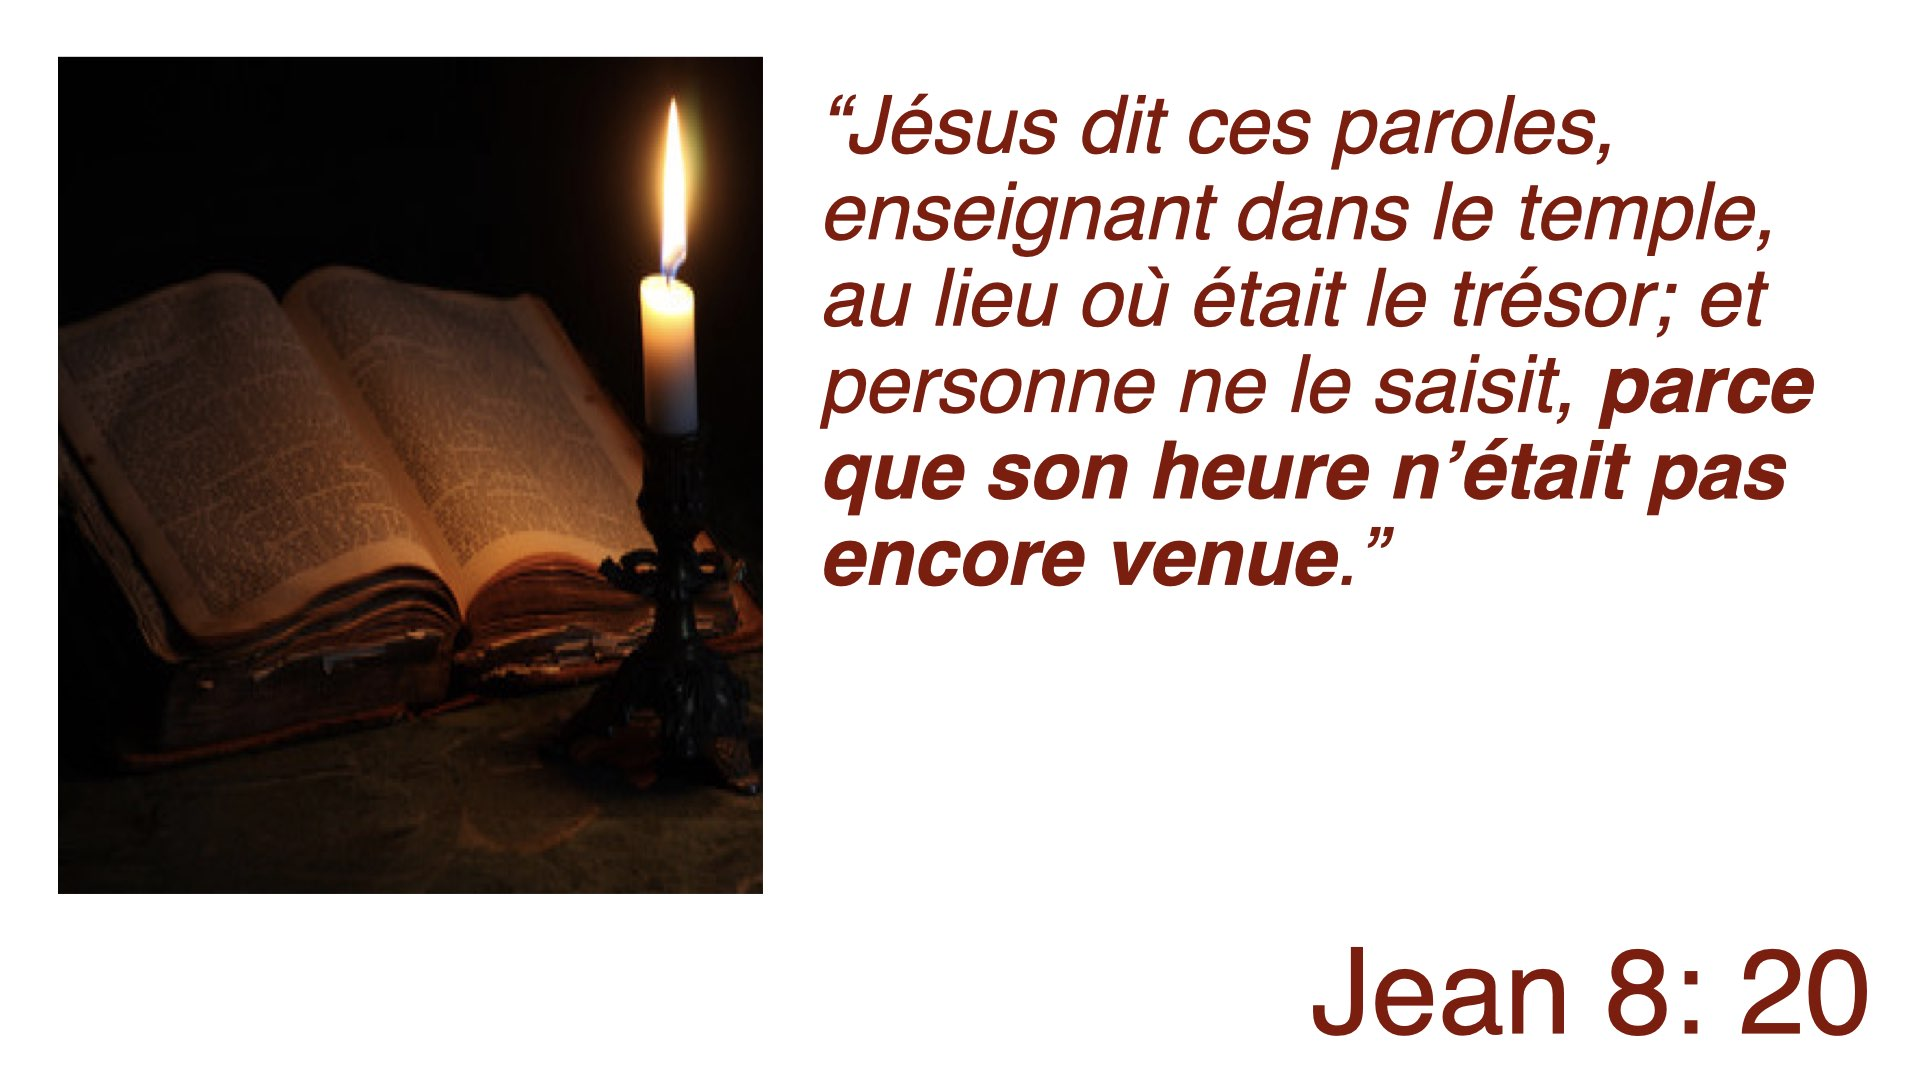 “Jésus dit ces paroles,
enseignant dans le temple,
au lieu où était le trésor; et
personne ne le saisit, parce
que son heure n’était pas
encore venue.”
Jean 8: 20